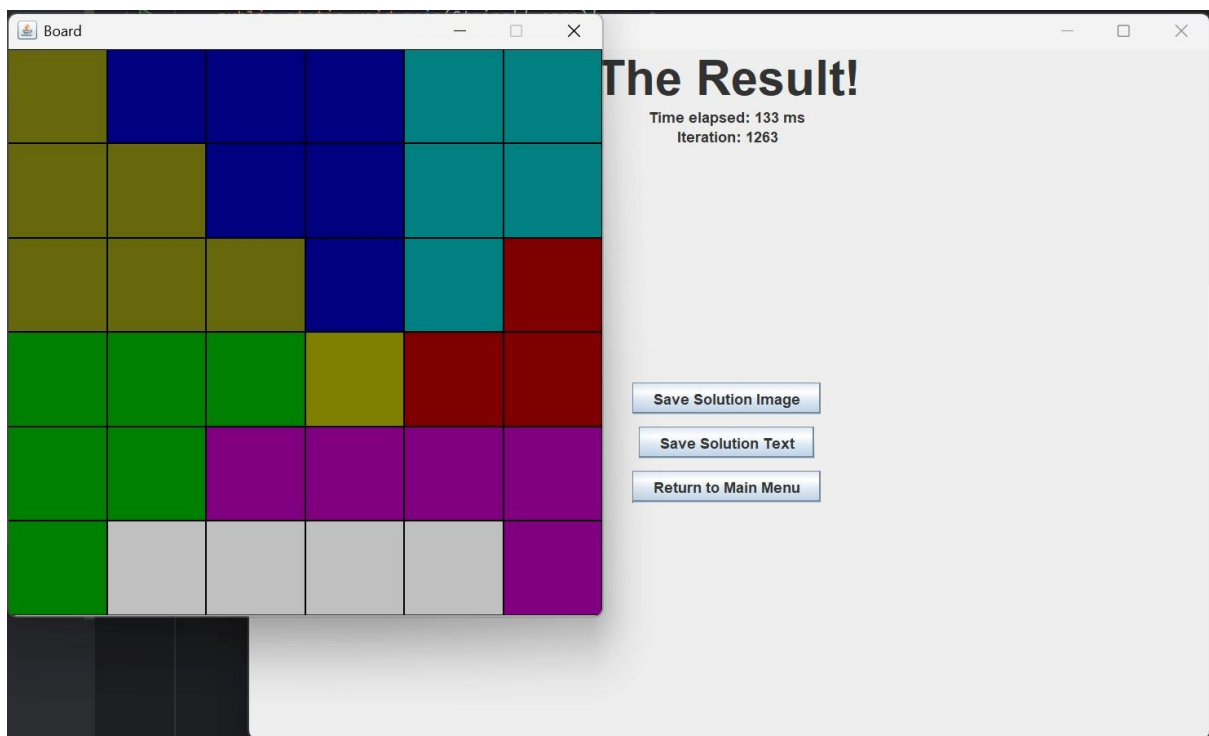 Board
The Result!
Time elapsed: 133 ms
Iteration: 1263
Save Solution Image
Save Solution Text
Return to Main Menu